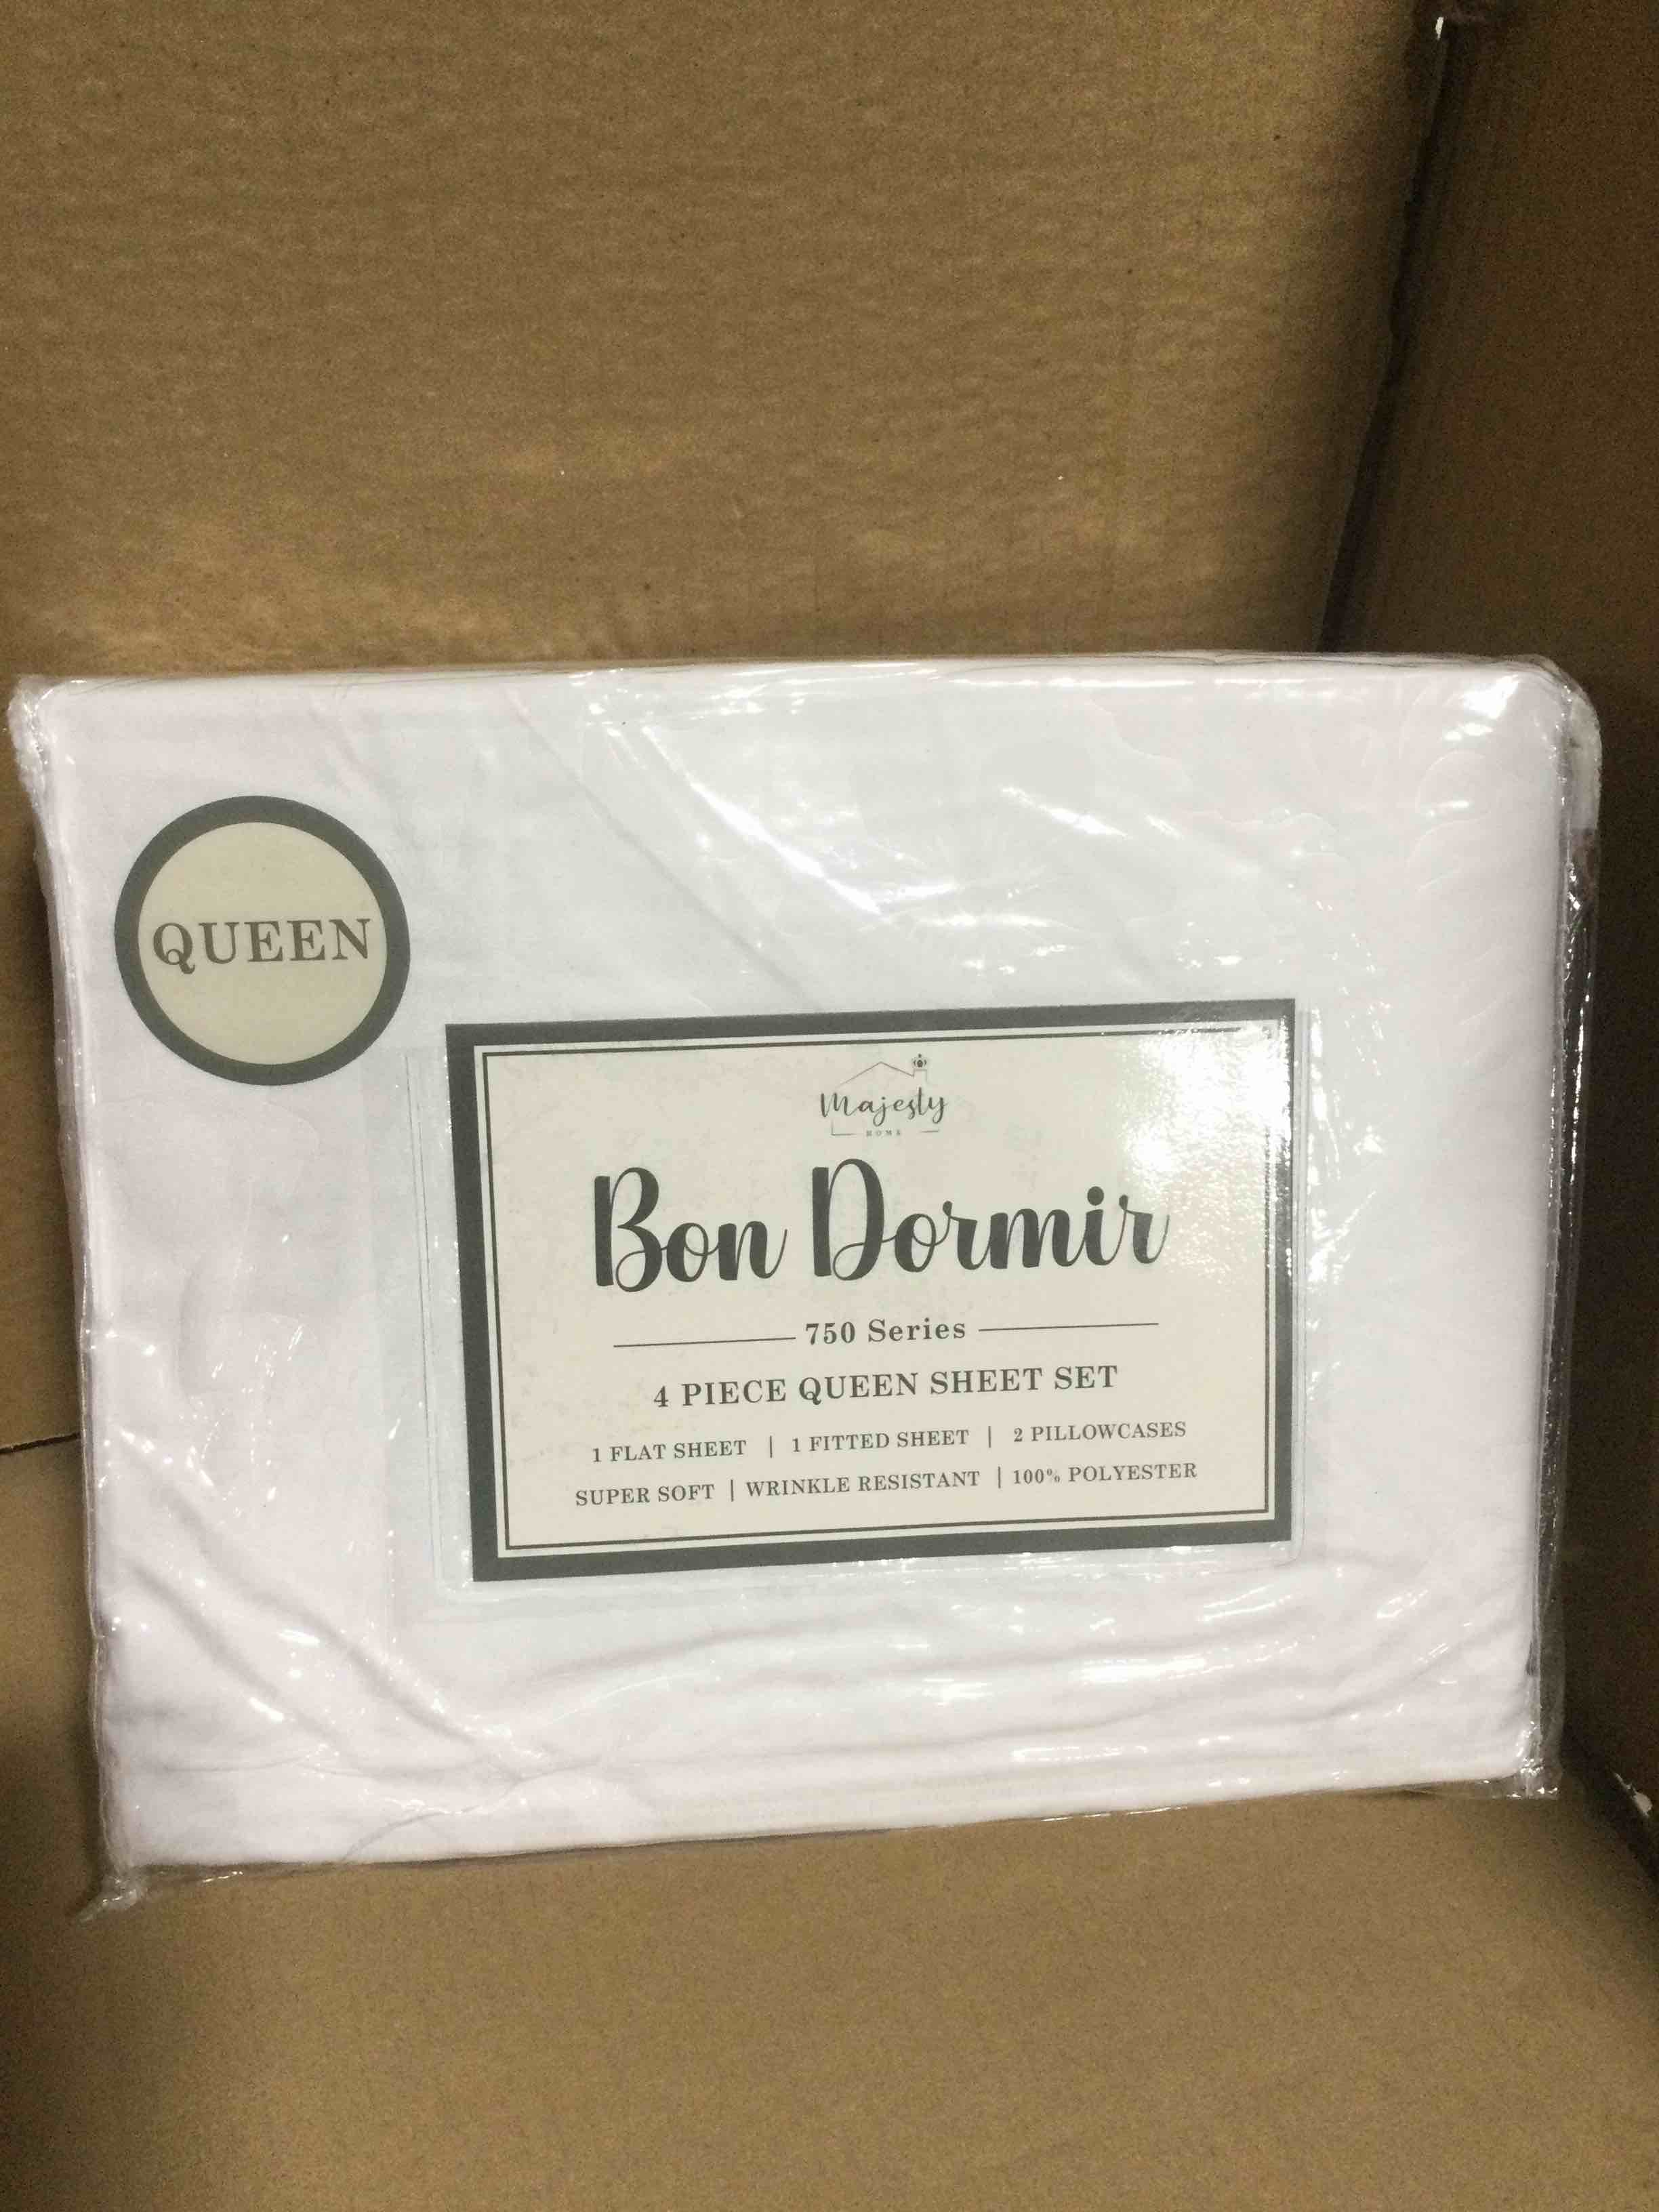 QUEEN
Majesty
HOME
Bon Dormir
750 Series
4 PIECE QUEEN SHEET SET
1 FLAT SHEET | 1 FITTED SHEET | 2 PILLOWCASES
SUPER SOFT | WRINKLE RESISTANT | 100% POLYESTER